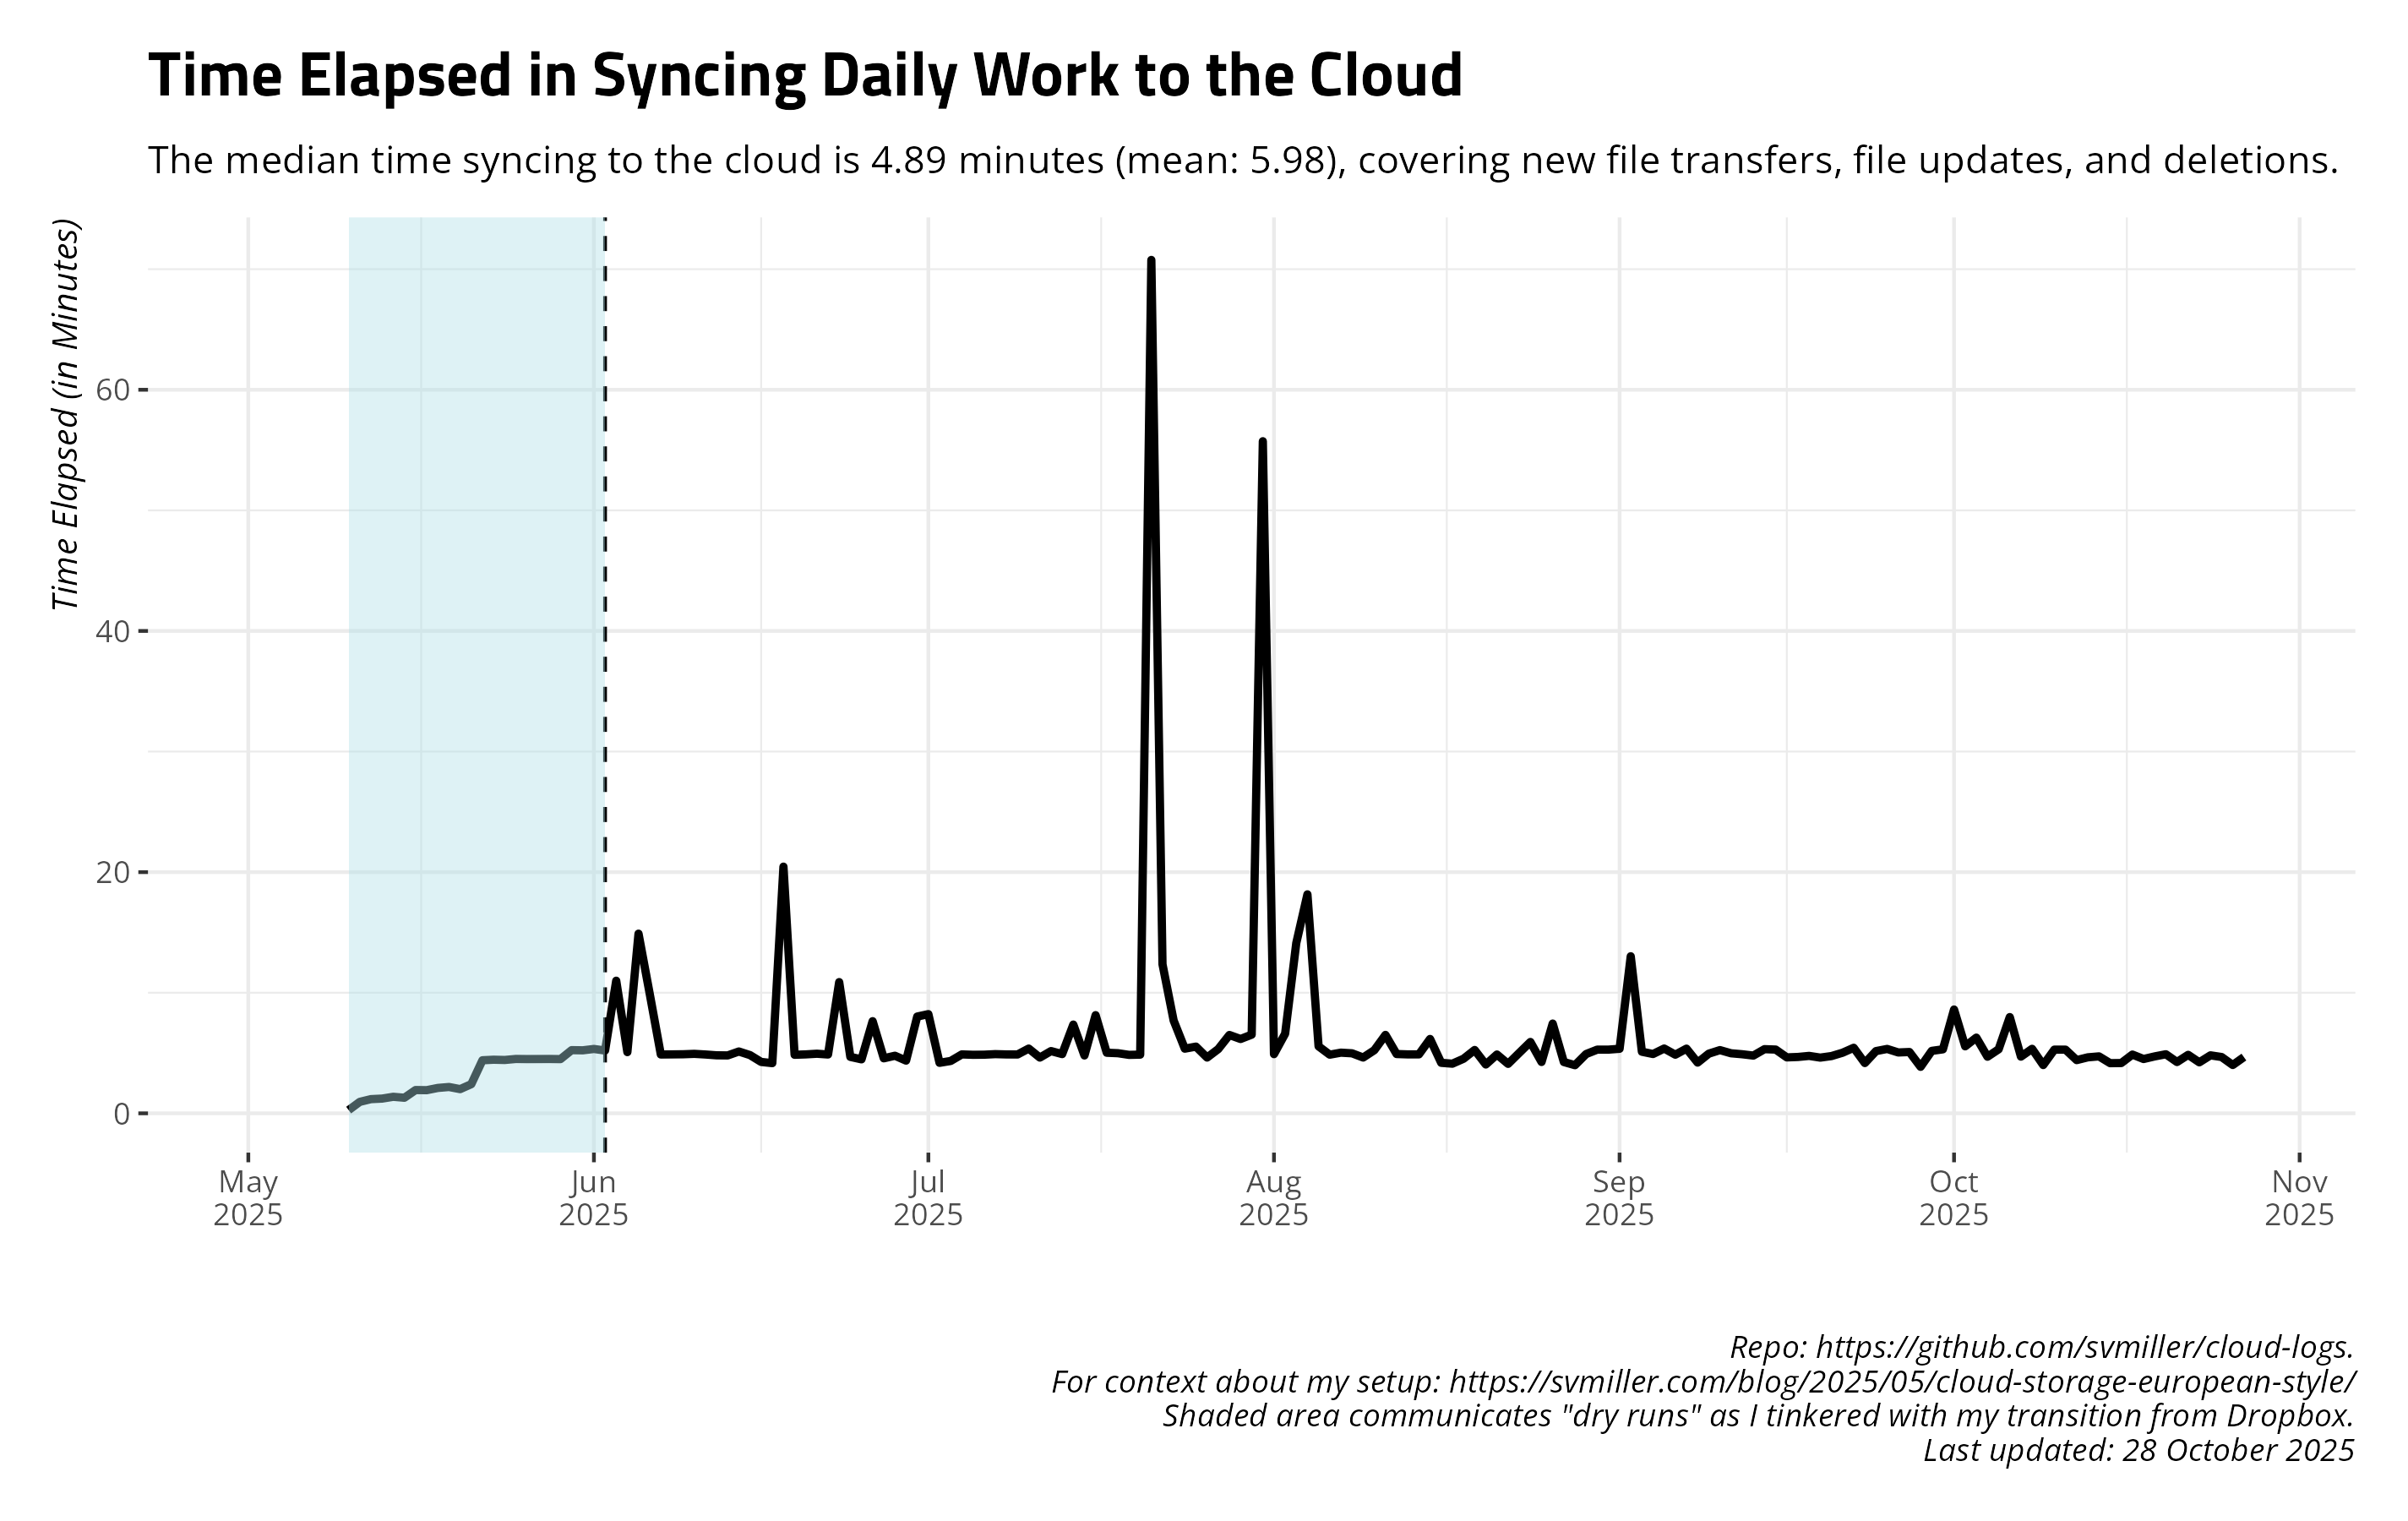 Time Elapsed in Syncing Daily Work to the Cloud
The median time syncing to the cloud is 4.89 minutes (mean: 5.98), covering new file transfers, file updates, and deletions.
Time Elapsed (in Minutes)
60
40
20
0
May
2025
Jun
2025
Jul
2025
Aug
2025
Sep
2025
Oct
2025
Nov
2025
Repo: https://github.com/svmiller/cloud-logs.
For context about my setup: https://svmiller.com/blog/2025/05/cloud-storage-european-style/
Shaded area communicates "dry runs" as I tinkered with my transition from Dropbox.
Last updated: 28 October 2025